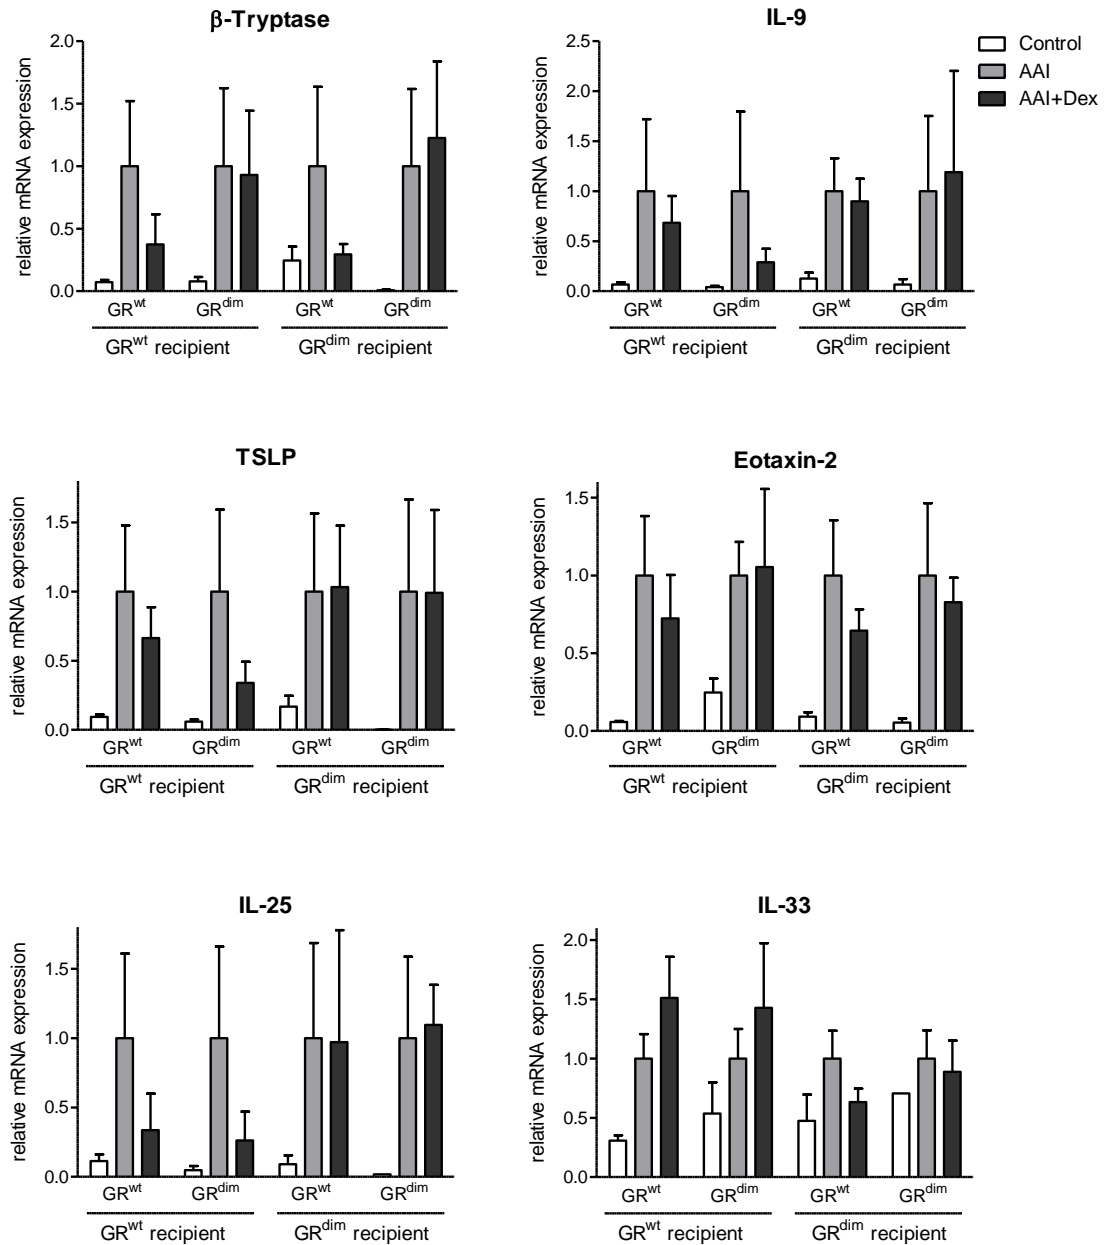 β-Tryptase
relative mRNA expression
2.0
1.5
1.0
0.5
0.0
GRwt GRdim GRwt GRdim
GRwt recipient GRdim recipient
IL-9
relative mRNA expression
2.5
2.0
1.5
1.0
0.5
0.0
GRwt GRdim GRwt GRdim
GRwt recipient GRdim recipient
Control
AAI
AAI+Dex
TSLP
relative mRNA expression
1.5
1.0
0.5
0.0
GRwt GRdim GRwt GRdim
GRwt recipient GRdim recipient
Eotaxin-2
relative mRNA expression
1.5
1.0
0.5
0.0
GRwt GRdim GRwt GRdim
GRwt recipient GRdim recipient
IL-25
relative mRNA expression
1.5
1.0
0.5
0.0
GRwt GRdim GRwt GRdim
GRwt recipient GRdim recipient
IL-33
relative mRNA expression
2.0
1.5
1.0
0.5
0.0
GRwt GRdim GRwt GRdim
GRwt recipient GRdim recipient